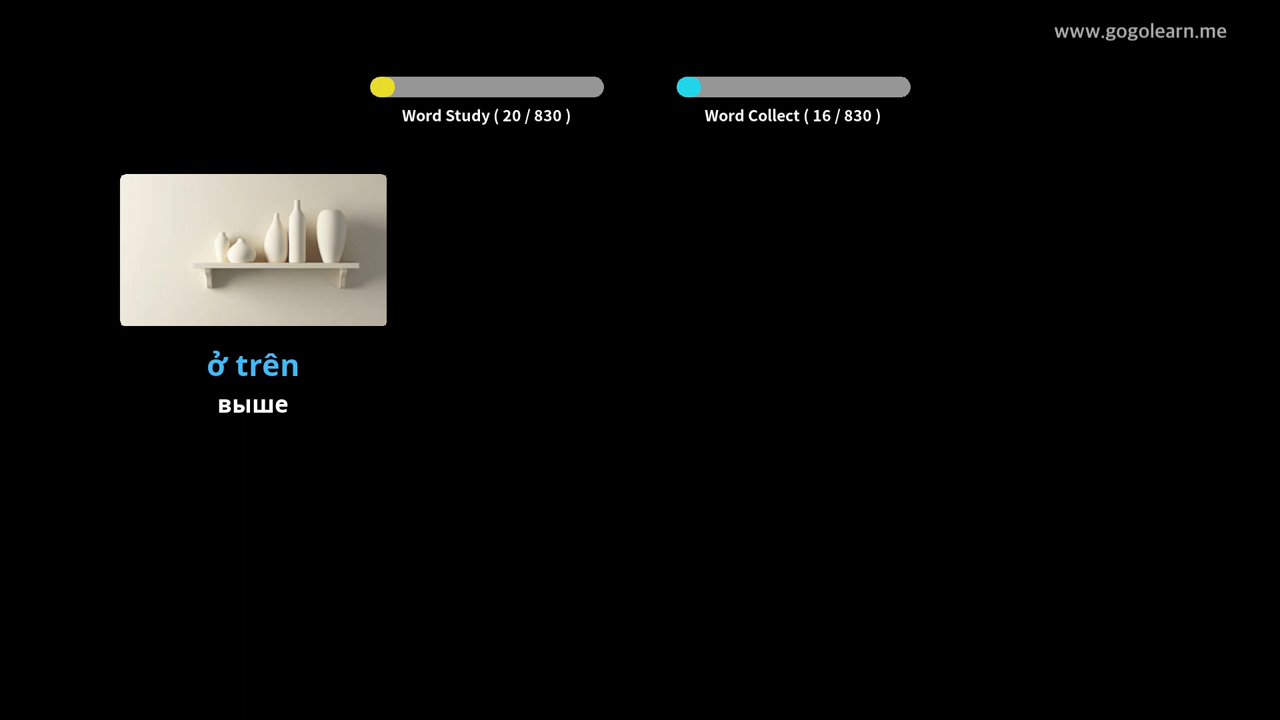 www.gogolearn.me
Word Study ( 20 / 830 )
Word Collect ( 16 / 830 )
ở trên
выше